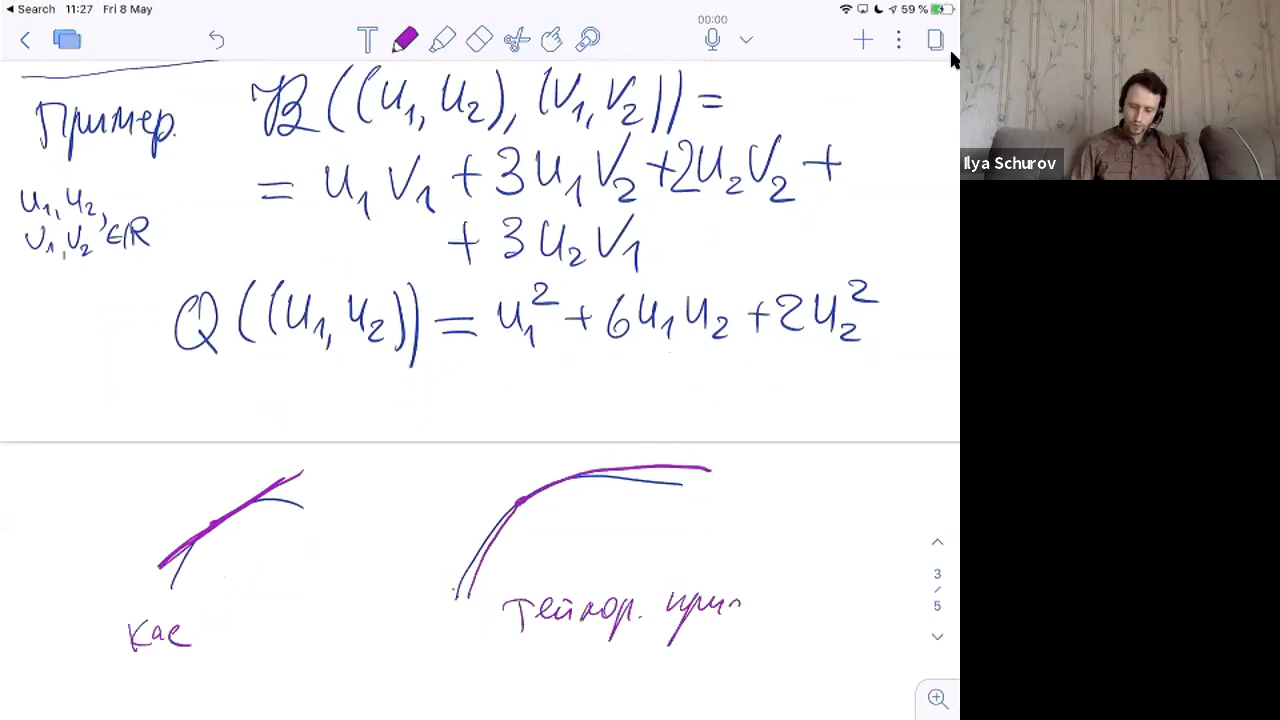 Search 11:27 Fri 8 May
59 %
00:00
Пример. B((u₁, u₂), (v₁, v₂)) =
= u₁v₁ + 3u₁v₂ + 2u₂v₂ +
u₁, u₂,
v₁, v₂ ∈ ℝ
+ 3u₂v₁
Q((u₁, u₂)) = u₁² + 6u₁u₂ + 2u₂²
Ilya Schurov
3
/
5
кас
Тейлор.